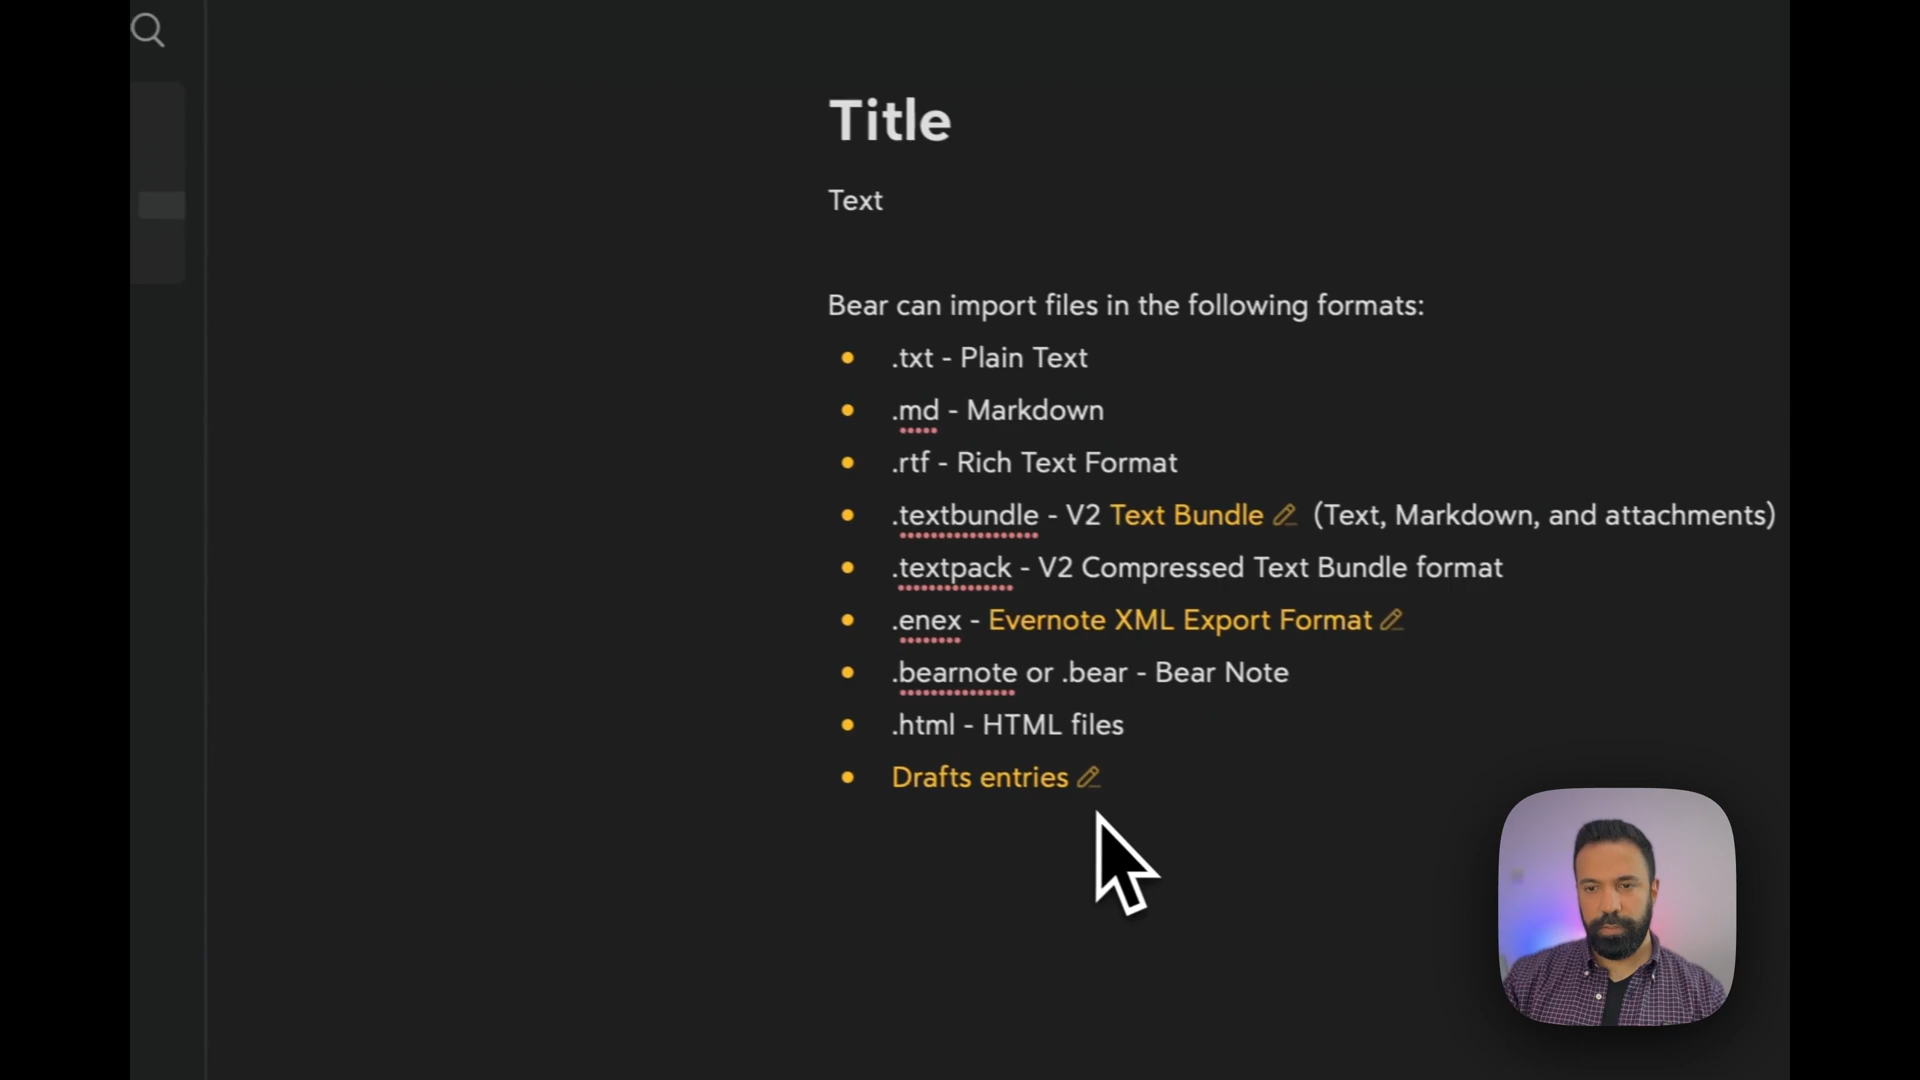 Title
Text
Bear can import files in the following formats:
.txt - Plain Text
.md - Markdown
.rtf - Rich Text Format
.textbundle - V2 Text Bundle (Text, Markdown, and attachments)
.textpack - V2 Compressed Text Bundle format
.enex - Evernote XML Export Format
.bearnote or .bear - Bear Note
.html - HTML files
Drafts entries